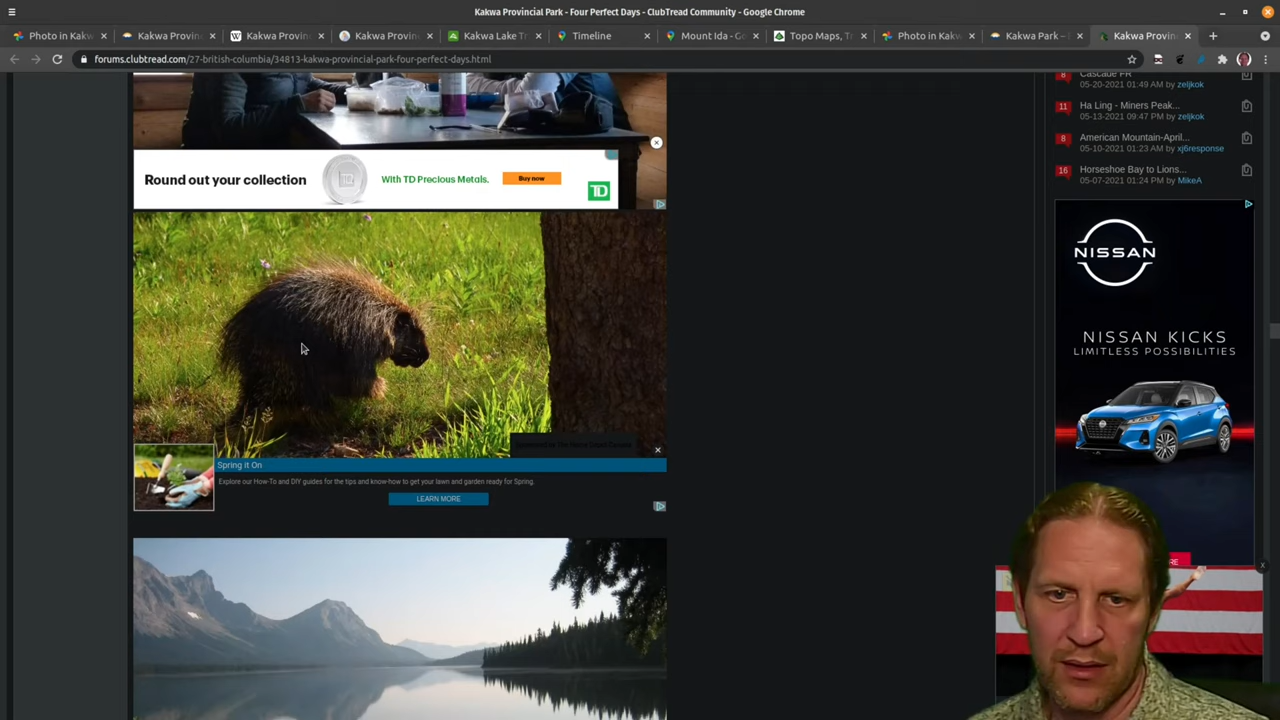 Kakwa Provincial Park - Four Perfect Days - ClubTread Community - Google Chrome
Photo in Kakw
Kakwa Provinc
Kakwa Provinc
Kakwa Provinc
Kakwa Lake Tr
Timeline
Mount Ida - Go
Topo Maps, Tr
Photo in Kakw
Kakwa Park –
Kakwa Provinc
forums.clubtread.com/27-british-columbia/34813-kakwa-provincial-park-four-perfect-days.html
8
Cascade FR
05-20-2021 01:49 AM by zeljkok
11
Ha Ling - Miners Peak...
05-13-2021 09:47 PM by zeljkok
8
American Mountain-April...
05-10-2021 01:23 AM by xj6response
16
Horseshoe Bay to Lions...
05-07-2021 01:24 PM by MikeA
Round out your collection
With TD Precious Metals.
Buy now
TD
NISSAN
NISSAN KICKS
LIMITLESS POSSIBILITIES
Spring it On
Explore our How-To and DIY guides for the tips and know-how to get your lawn and garden ready for Spring.
LEARN MORE